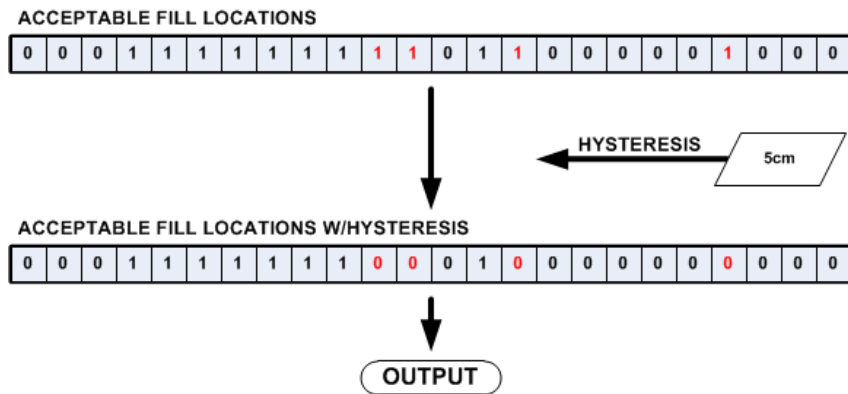 ACCEPTABLE FILL LOCATIONS
0 0 0 1 1 1 1 1 1 1 1 1 0 1 1 0 0 0 0 0 1 0 0 0
HYSTERESIS
5cm
ACCEPTABLE FILL LOCATIONS W/HYSTERESIS
0 0 0 1 1 1 1 1 1 1 0 0 0 1 0 0 0 0 0 0 0 0 0 0
OUTPUT